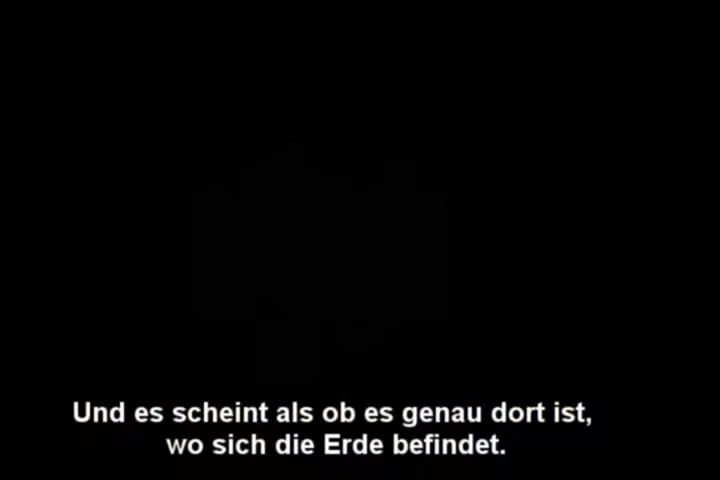 Und es scheint als ob es genau dort ist,
wo sich die Erde befindet.